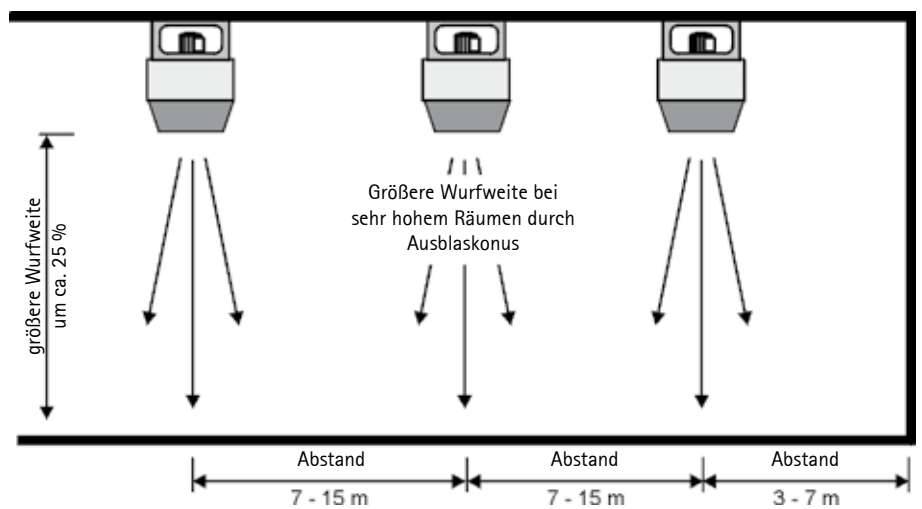 Größere Wurfweite bei
sehr hohem Räumen durch
Ausblaskonus
größere Wurfweite
um ca. 25 %
Abstand
7 - 15 m
Abstand
7 - 15 m
Abstand
3 - 7 m